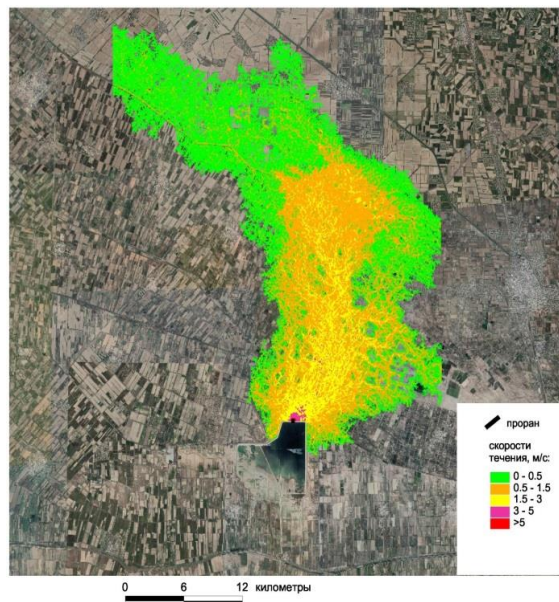 проран
скорости
течения, м/с:
0 - 0.5
0.5 - 1.5
1.5 - 3
3 - 5
>5
0 6 12 километры